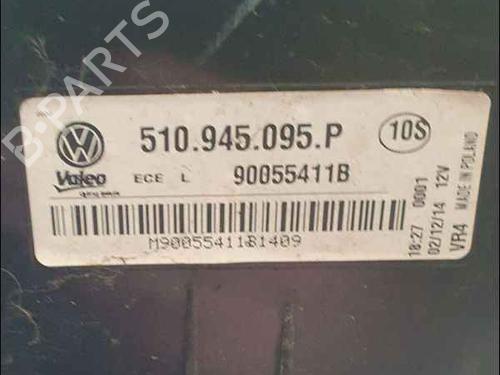 B-PARTS
510.945.095.P
10S
Valeo
ECE L
90055411B
M90055411B1409
18:27 0001
02/12/14 12V
VR4 MADE IN POLAND